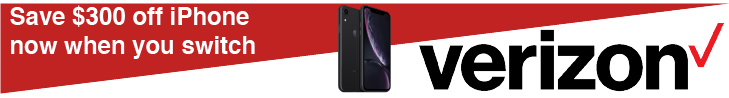 Save $300 off iPhone
now when you switch
verizon